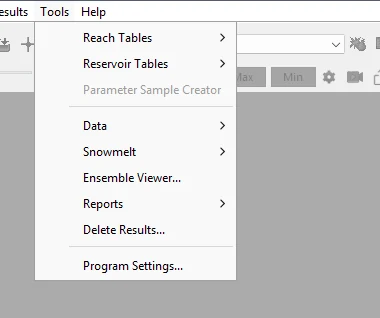 esults Tools Help
Reach Tables
Reservoir Tables
Parameter Sample Creator
Max Min
Data
Snowmelt
Ensemble Viewer...
Reports
Delete Results...
Program Settings...